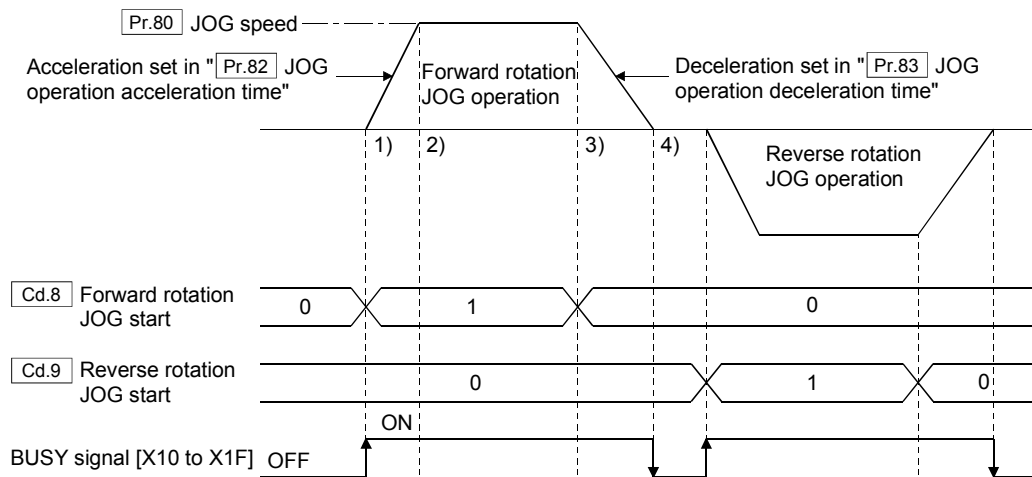 Pr.80 JOG speed
Acceleration set in "Pr.82 JOG
operation acceleration time"
Forward rotation
JOG operation
Deceleration set in "Pr.83 JOG
operation deceleration time"
1) 2) 3) 4)
Reverse rotation
JOG operation
Cd.8 Forward rotation
JOG start
0 1 0
Cd.9 Reverse rotation
JOG start
0 1 0
ON
BUSY signal [X10 to X1F] OFF